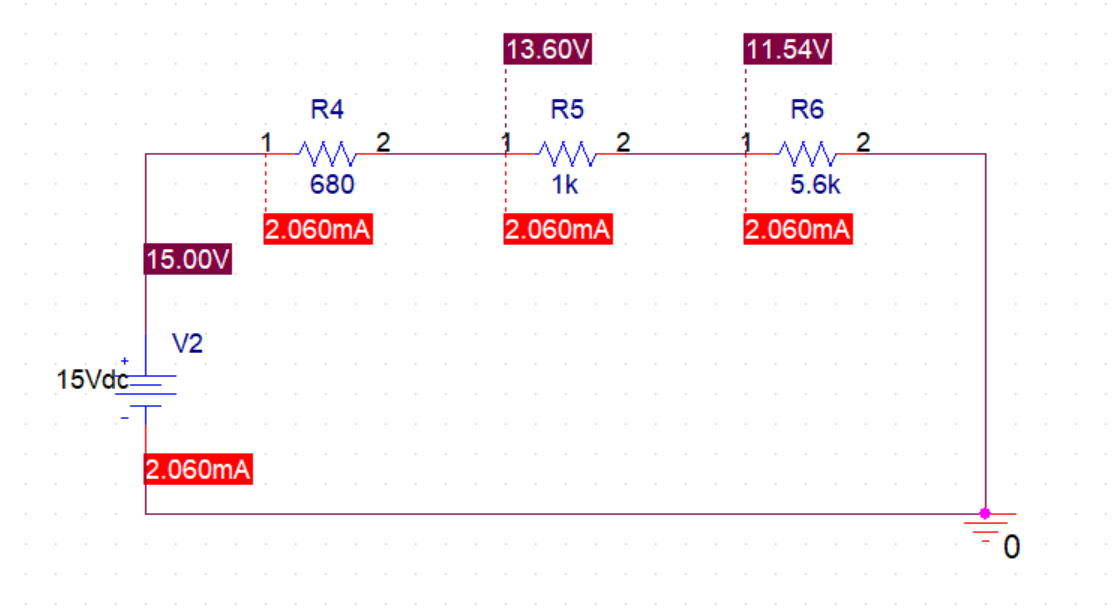 13.60V 11.54V
R4 R5 R6
1 2 1 2 1 2
680 1k 5.6k
2.060mA 2.060mA 2.060mA
15.00V
V2
+
15Vdc
-
2.060mA
0